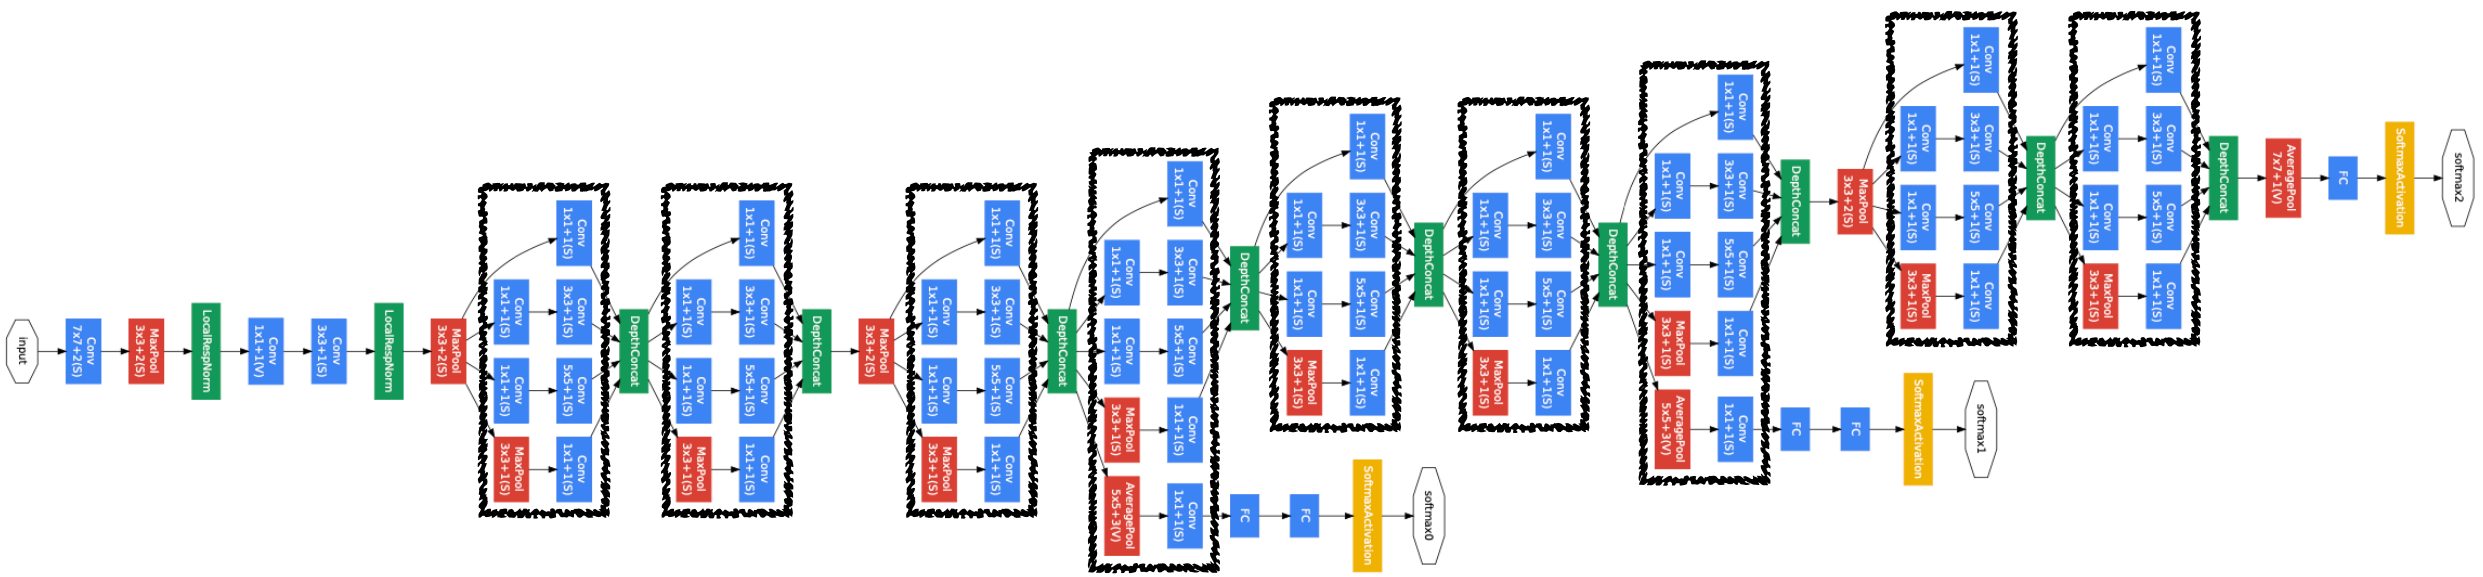 input
Conv
7x7+2(S)
MaxPool
3x3+2(S)
LocalRespNorm
Conv
1x1+1(V)
Conv
3x3+1(S)
LocalRespNorm
MaxPool
3x3+2(S)
Conv
1x1+1(S)
Conv
1x1+1(S)
MaxPool
3x3+1(S)
Conv
1x1+1(S)
Conv
3x3+1(S)
Conv
5x5+1(S)
Conv
1x1+1(S)
DepthConcat
Conv
1x1+1(S)
Conv
1x1+1(S)
MaxPool
3x3+1(S)
Conv
1x1+1(S)
Conv
3x3+1(S)
Conv
5x5+1(S)
Conv
1x1+1(S)
DepthConcat
MaxPool
3x3+2(S)
Conv
1x1+1(S)
Conv
1x1+1(S)
MaxPool
3x3+1(S)
Conv
1x1+1(S)
Conv
3x3+1(S)
Conv
5x5+1(S)
Conv
1x1+1(S)
DepthConcat
Conv
1x1+1(S)
Conv
1x1+1(S)
MaxPool
3x3+1(S)
AveragePool
5x5+3(V)
Conv
1x1+1(S)
Conv
3x3+1(S)
Conv
5x5+1(S)
Conv
1x1+1(S)
Conv
1x1+1(S)
DepthConcat
FC
FC
SoftmaxActivation
softmax0
Conv
1x1+1(S)
Conv
1x1+1(S)
MaxPool
3x3+1(S)
Conv
1x1+1(S)
Conv
3x3+1(S)
Conv
5x5+1(S)
Conv
1x1+1(S)
DepthConcat
Conv
1x1+1(S)
Conv
1x1+1(S)
MaxPool
3x3+1(S)
Conv
1x1+1(S)
Conv
3x3+1(S)
Conv
5x5+1(S)
Conv
1x1+1(S)
DepthConcat
Conv
1x1+1(S)
Conv
1x1+1(S)
MaxPool
3x3+1(S)
AveragePool
5x5+3(V)
Conv
1x1+1(S)
Conv
3x3+1(S)
Conv
5x5+1(S)
Conv
1x1+1(S)
Conv
1x1+1(S)
DepthConcat
FC
FC
SoftmaxActivation
softmax1
MaxPool
3x3+2(S)
Conv
1x1+1(S)
Conv
1x1+1(S)
MaxPool
3x3+1(S)
Conv
1x1+1(S)
Conv
3x3+1(S)
Conv
5x5+1(S)
Conv
1x1+1(S)
DepthConcat
Conv
1x1+1(S)
Conv
1x1+1(S)
MaxPool
3x3+1(S)
Conv
1x1+1(S)
Conv
3x3+1(S)
Conv
5x5+1(S)
Conv
1x1+1(S)
DepthConcat
AveragePool
7x7+1(V)
FC
SoftmaxActivation
softmax2